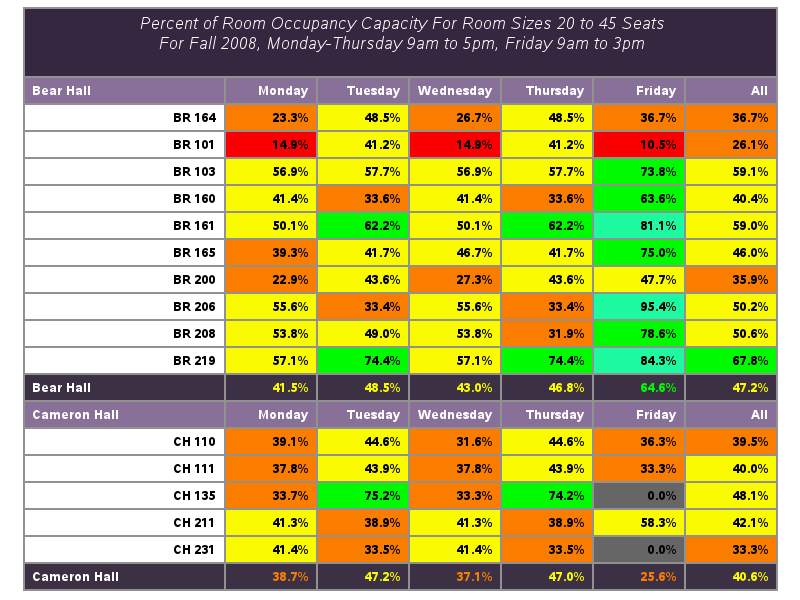 Percent of Room Occupancy Capacity For Room Sizes 20 to 45 Seats
For Fall 2008, Monday-Thursday 9am to 5pm, Friday 9am to 3pm
Bear Hall Monday Tuesday Wednesday Thursday Friday All
BR 164 23.3% 48.5% 26.7% 48.5% 36.7% 36.7%
BR 101 14.9% 41.2% 14.9% 41.2% 10.5% 26.1%
BR 103 56.9% 57.7% 56.9% 57.7% 73.8% 59.1%
BR 160 41.4% 33.6% 41.4% 33.6% 63.6% 40.4%
BR 161 50.1% 62.2% 50.1% 62.2% 81.1% 59.0%
BR 165 39.3% 41.7% 46.7% 41.7% 75.0% 46.0%
BR 200 22.9% 43.6% 27.3% 43.6% 47.7% 35.9%
BR 206 55.6% 33.4% 55.6% 33.4% 95.4% 50.2%
BR 208 53.8% 49.0% 53.8% 31.9% 78.6% 50.6%
BR 219 57.1% 74.4% 57.1% 74.4% 84.3% 67.8%
Bear Hall 41.5% 48.5% 43.0% 46.8% 64.6% 47.2%
Cameron Hall Monday Tuesday Wednesday Thursday Friday All
CH 110 39.1% 44.6% 31.6% 44.6% 36.3% 39.5%
CH 111 37.8% 43.9% 37.8% 43.9% 33.3% 40.0%
CH 135 33.7% 75.2% 33.3% 74.2% 0.0% 48.1%
CH 211 41.3% 38.9% 41.3% 38.9% 58.3% 42.1%
CH 231 41.4% 33.5% 41.4% 33.5% 0.0% 33.3%
Cameron Hall 38.7% 47.2% 37.1% 47.0% 25.6% 40.6%